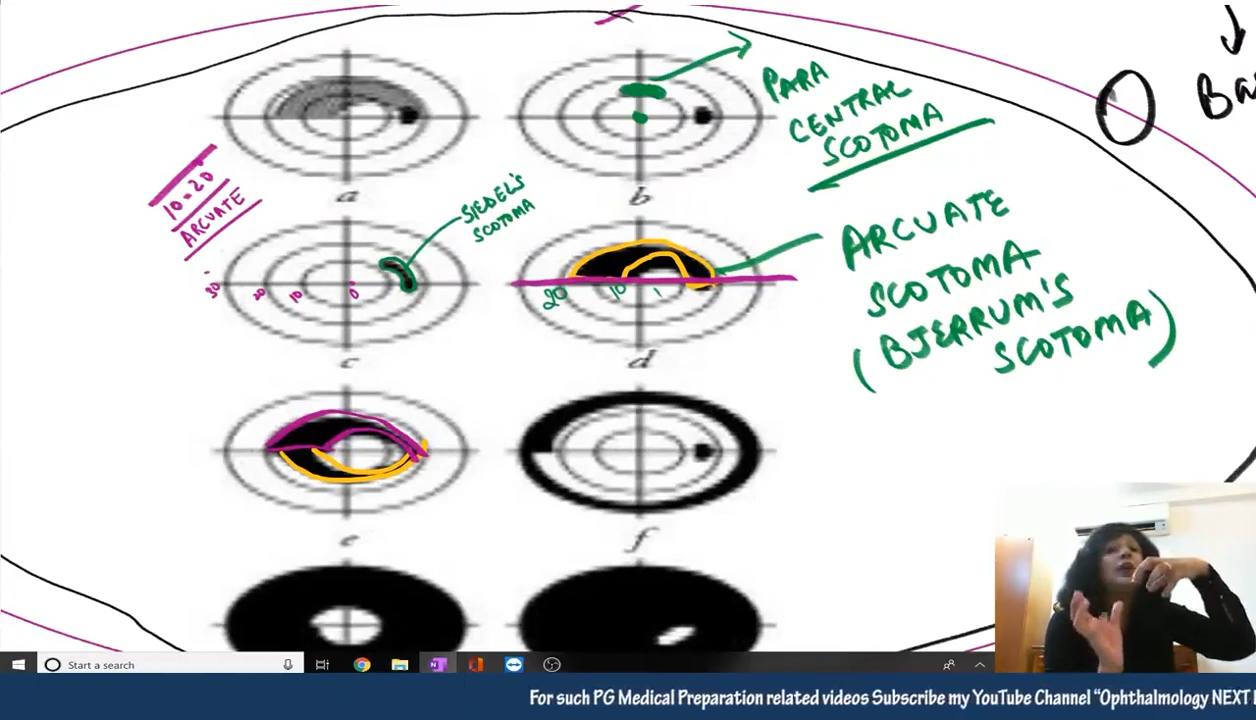 PARA
CENTRAL
SCOTOMA
a
b
10-20°
ARCUATE
SIEDEL'S
SCOTOMA
30°
20
10
0°
20
10
ARCUATE
SCOTOMA
(BJERRUM'S
SCOTOMA)
c
d
e
f
Start a search
For such PG Medical Preparation related videos Subscribe my YouTube Channel “Ophthalmology NEXT